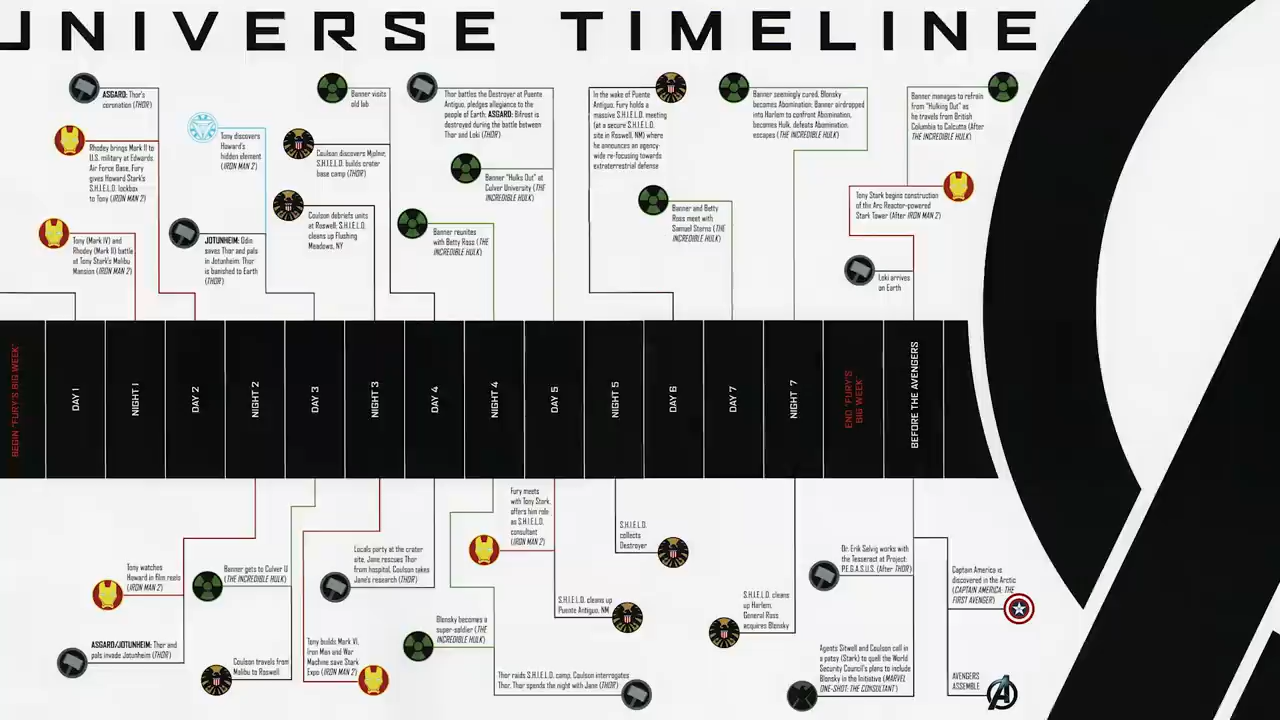 UNIVERSE TIMELINE
ASGARD: Thor's
coronation (THOR)
Rhodey brings Mark II to
U.S. military at Edwards
Air Force Base, Fury
gives Howard Stark's
S.H.I.E.L.D. lockbox
to Tony (IRON MAN 2)
Tony (Mark IV) and
Rhodey (Mark II) battle
at Tony Stark's Malibu
Mansion (IRON MAN 2)
Tony discovers
Howard's
hidden element
(IRON MAN 2)
JOTUNHEIM: Odin
saves Thor and pals
in Jotunheim; Thor
is banished to Earth
(THOR)
Banner visits
old lab
Coulson discovers Mjolnir,
S.H.I.E.L.D. builds crater
base camp (THOR)
Coulson debriefs units
at Roswell; S.H.I.E.L.D.
cleans up Flushing
Meadows, NY
Thor battles the Destroyer at Puente
Antiguo, pledges allegiance to the
people of Earth; ASGARD: Bifrost is
destroyed during the battle between
Thor and Loki (THOR)
Banner "Hulks Out" at
Culver University (THE
INCREDIBLE HULK)
Banner reunites
with Betty Ross (THE
INCREDIBLE HULK)
In the wake of Puente
Antiguo, Fury holds a
massive S.H.I.E.L.D. meeting
(at a secure S.H.I.E.L.D.
site in Roswell, NM) where
he announces an agency-
wide re-focusing towards
extraterrestrial defense
Banner and Betty
Ross meet with
Samuel Sterns (THE
INCREDIBLE HULK)
Banner seemingly cured, Blonsky
becomes Abomination; Banner airdropped
into Harlem to confront Abomination,
becomes Hulk, defeats Abomination;
escapes (THE INCREDIBLE HULK)
Banner manages to refrain
from "Hulking Out" as
he travels from British
Columbia to Calcutta (After
THE INCREDIBLE HULK)
Tony Stark begins construction
of the Arc Reactor-powered
Stark Tower (After IRON MAN 2)
Loki arrives
on Earth
BEGIN "FURY'S BIG WEEK"
DAY 1
NIGHT 1
DAY 2
NIGHT 2
DAY 3
NIGHT 3
DAY 4
NIGHT 4
DAY 5
NIGHT 5
DAY 6
DAY 7
NIGHT 7
END "FURY'S
BIG WEEK"
BEFORE THE AVENGERS
Tony watches
Howard in film reels
(IRON MAN 2)
ASGARD/JOTUNHEIM: Thor and
pals invade Jotunheim (THOR)
Banner gets to Culver U
(THE INCREDIBLE HULK)
Coulson travels from
Malibu to Roswell
Tony builds Mark VI,
Iron Man and War
Machine save Stark
Expo (IRON MAN 2)
Locals party at the crater
site, Jane rescues Thor
from hospital, Coulson takes
Jane's research (THOR)
Blonsky becomes a
super-soldier (THE
INCREDIBLE HULK)
Fury meets
with Tony Stark,
offers him role
as S.H.I.E.L.D.
consultant
(IRON MAN 2)
Thor raids S.H.I.E.L.D. camp, Coulson interrogates
Thor, Thor spends the night with Jane (THOR)
S.H.I.E.L.D. cleans up
Puente Antiguo, NM
S.H.I.E.L.D.
collects
Destroyer
S.H.I.E.L.D. cleans
up Harlem,
General Ross
acquires Blonsky
Dr. Erik Selvig works with
the Tesseract at Project:
P.E.G.A.S.U.S. (After THOR)
Agents Sitwell and Coulson call in
a patsy (Stark) to quell the World
Security Council's plans to include
Blonsky in the Initiative (MARVEL
ONE-SHOT: THE CONSULTANT)
Captain America is
discovered in the Arctic
(CAPTAIN AMERICA: THE
FIRST AVENGER)
AVENGERS
ASSEMBLE